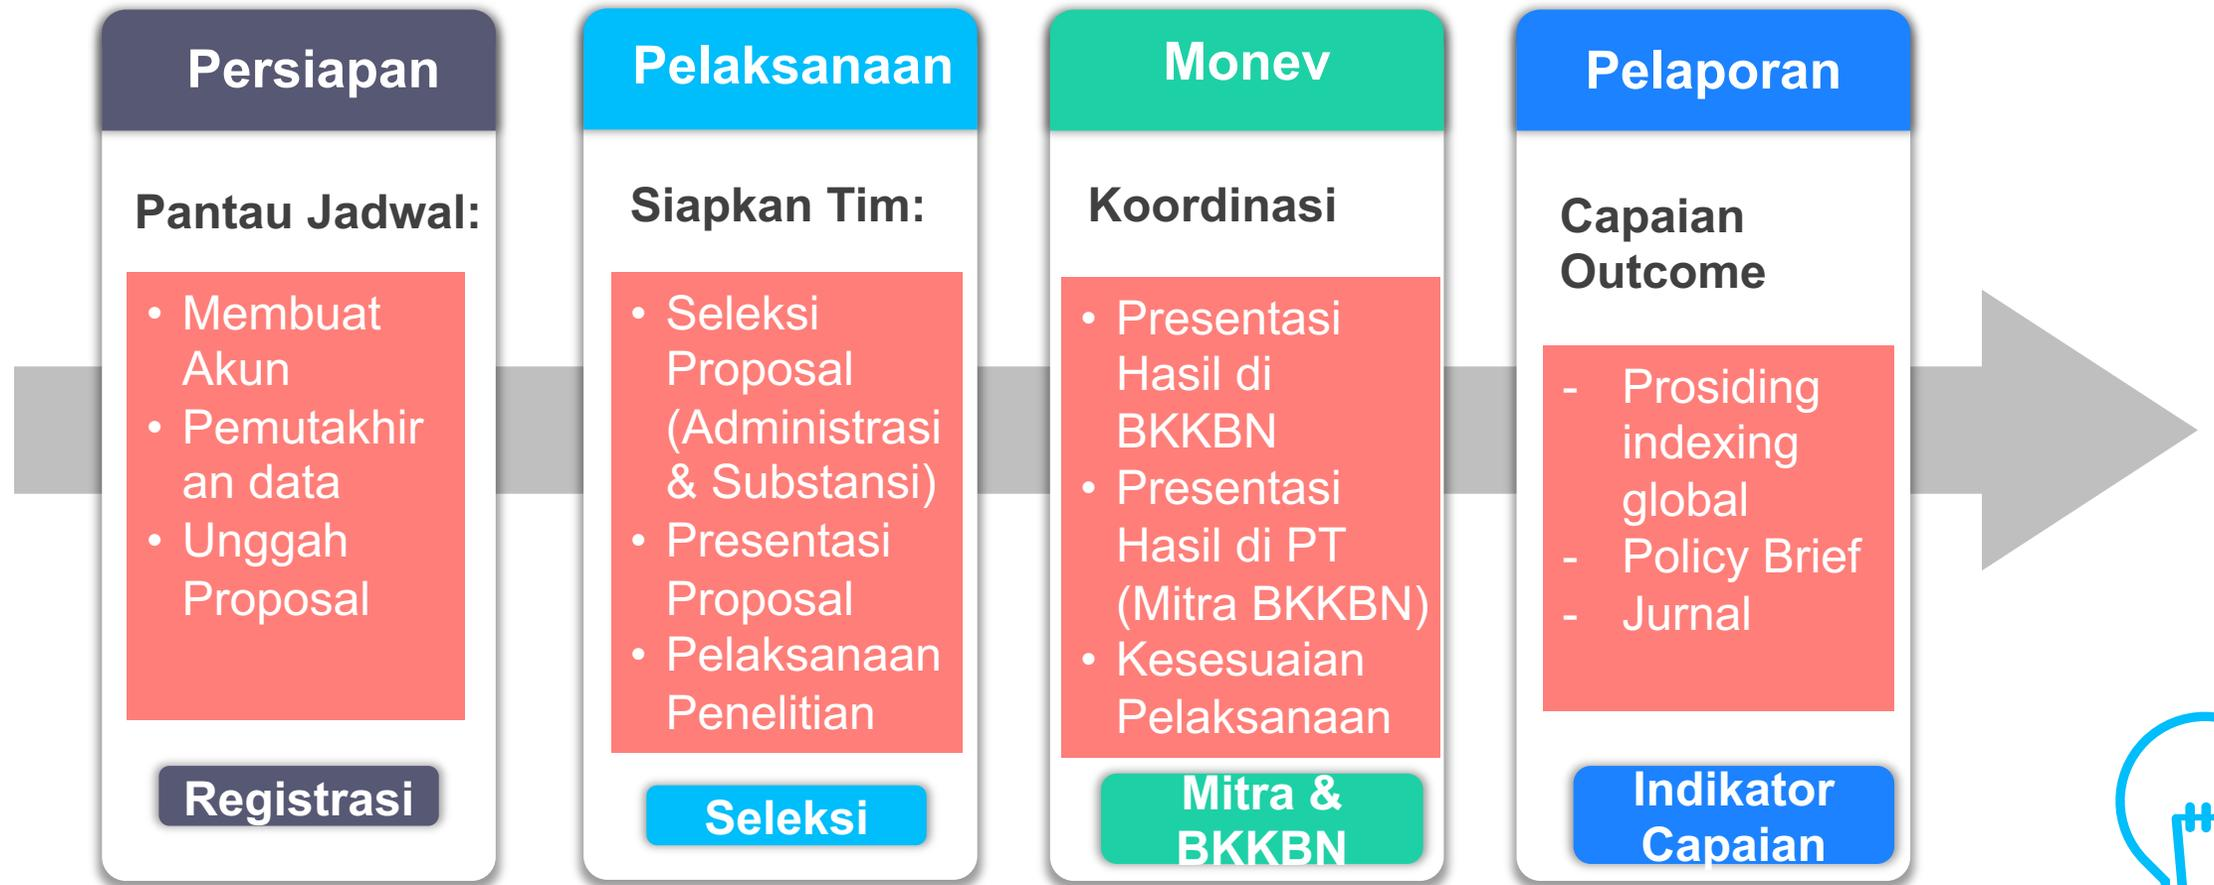 Persiapan
Pantau Jadwal:
• Membuat
Akun
• Pemutakhir
an data
• Unggah
Proposal
Registrasi
Pelaksanaan
Siapkan Tim:
• Seleksi
Proposal
(Administrasi
& Substansi)
• Presentasi
Proposal
• Pelaksanaan
Penelitian
Seleksi
Monev
Koordinasi
• Presentasi
Hasil di
BKKBN
• Presentasi
Hasil di PT
(Mitra BKKBN)
• Kesesuaian
Pelaksanaan
Mitra &
BKKBN
Pelaporan
Capaian
Outcome
- Prosiding
indexing
global
- Policy Brief
- Jurnal
Indikator
Capaian